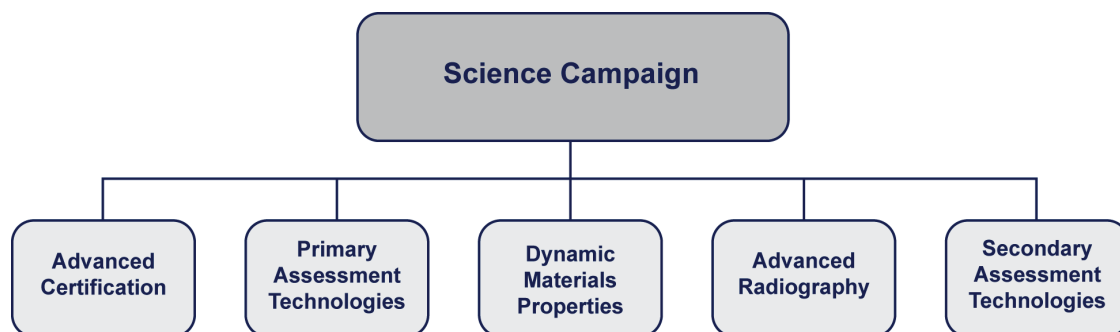 Science Campaign
Advanced
Certification
Primary
Assessment
Technologies
Dynamic
Materials
Properties
Advanced
Radiography
Secondary
Assessment
Technologies